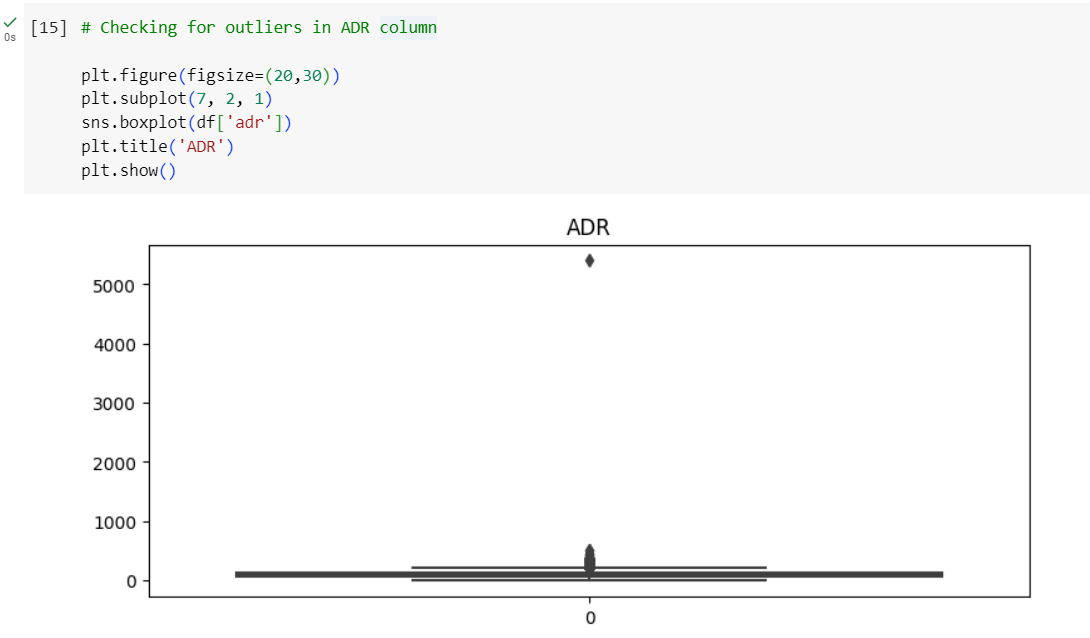 [15] # Checking for outliers in ADR column
0s
plt.figure(figsize=(20,30))
plt.subplot(7, 2, 1)
sns.boxplot(df['adr'])
plt.title('ADR')
plt.show()
ADR
5000
4000
3000
2000
1000
0
0